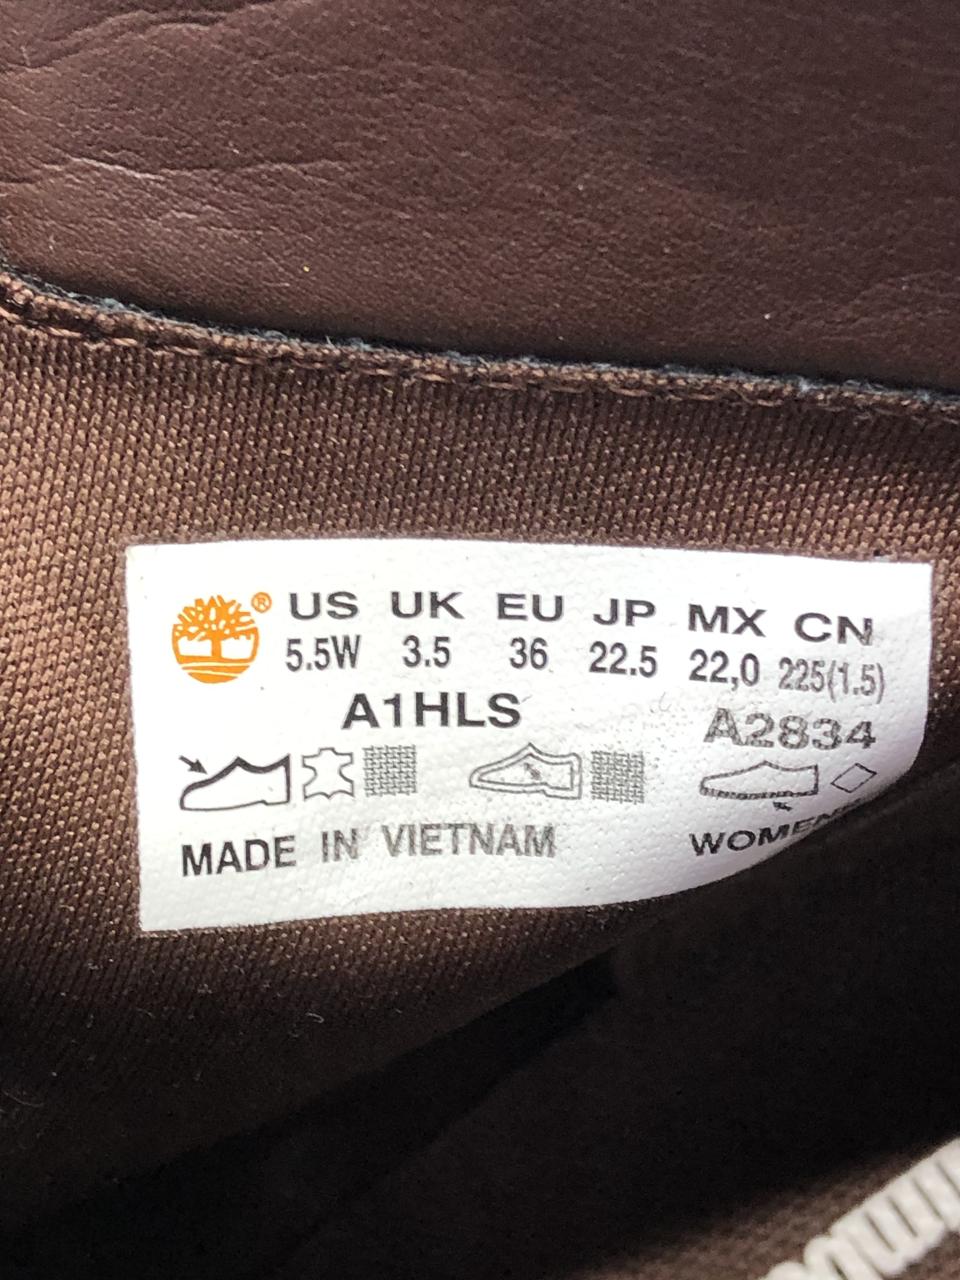 ® US UK EU JP MX CN
5.5W 3.5 36 22.5 22,0 225(1.5)
A1HLS A2834
MADE IN VIETNAM